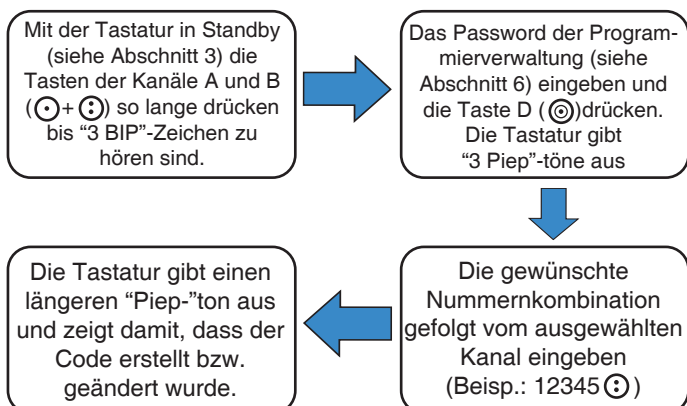 Mit der Tastatur in Standby
(siehe Abschnitt 3) die
Tasten der Kanäle A und B
(⊙+🄫) so lange drücken
bis “3 BIP”-Zeichen zu
hören sind.
Das Password der Program-
mierverwaltung (siehe
Abschnitt 6) eingeben und
die Taste D (◎)drücken.
Die Tastatur gibt
“3 Piep”-töne aus
Die gewünschte
Nummernkombination
gefolgt vom ausgewählten
Kanal eingeben
(Beisp.: 12345 )
Die Tastatur gibt einen
längeren “Piep-”ton aus
und zeigt damit, dass der
Code erstellt bzw.
geändert wurde.